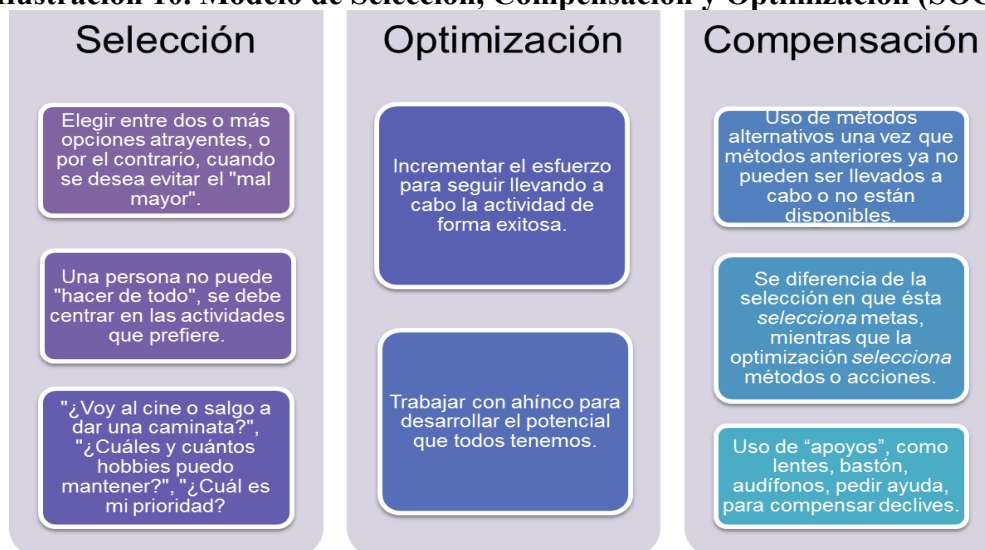 Ilustración 10. Modelo de Selección, Compensación y Optimización (SOC
Selección
Elegir entre dos o más
opciones atrayentes, o
por el contrario, cuando
se desea evitar el "mal
mayor".
Una persona no puede
"hacer de todo", se debe
centrar en las actividades
que prefiere.
"¿Voy al cine o salgo a
dar una caminata?",
"¿Cuáles y cuántos
hobbies puedo
mantener?", "¿Cuál es
mi prioridad?
Optimización
Incrementar el esfuerzo
para seguir llevando a
cabo la actividad de
forma exitosa.
Trabajar con ahínco para
desarrollar el potencial
que todos tenemos.
Compensación
Uso de métodos
alternativos una vez que
métodos anteriores ya no
pueden ser llevados a
cabo o no están
disponibles.
Se diferencia de la
selección en que ésta
selecciona metas,
mientras que la
optimización selecciona
métodos o acciones.
Uso de “apoyos”, como
lentes, bastón,
audífonos, pedir ayuda,
para compensar declives.